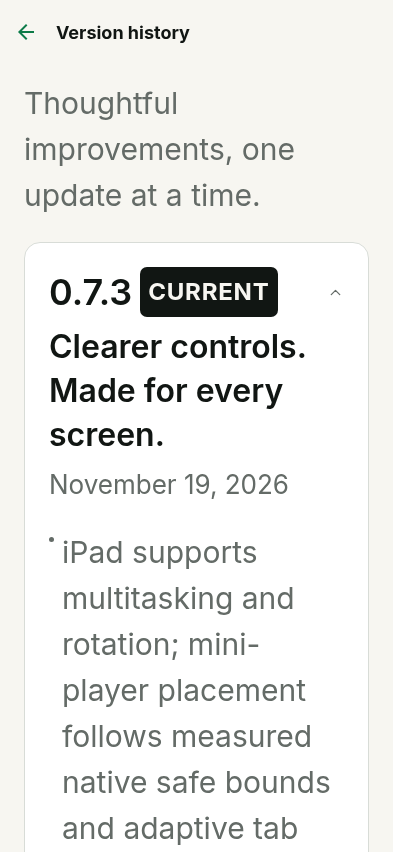 Version history
Thoughtful
improvements, one
update at a time.
0.7.3 CURRENT
Clearer controls.
Made for every
screen.
November 19, 2026
• iPad supports
multitasking and
rotation; mini-
player placement
follows measured
native safe bounds
and adaptive tab